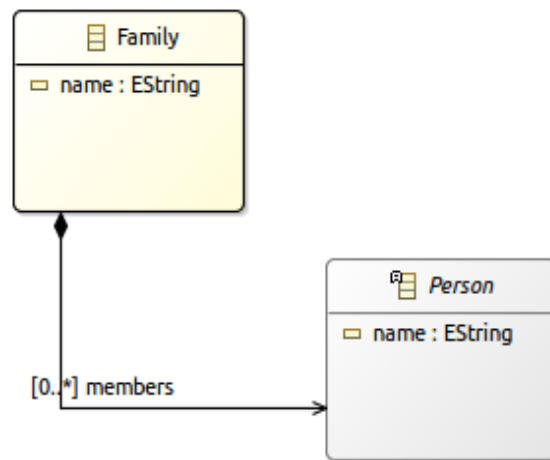 Family
name : EString
Person
name : EString
[0..*] members